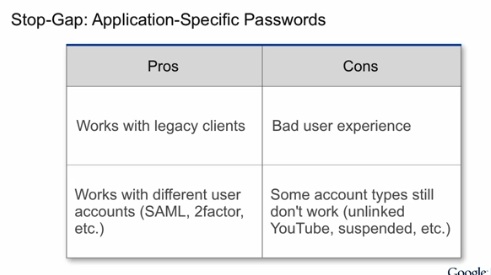 Stop-Gap: Application-Specific Passwords
Pros
Cons
Works with legacy clients
Bad user experience
Works with different user
accounts (SAML, 2factor,
etc.)
Some account types still
don't work (unlinked
YouTube, suspended, etc.)
Google